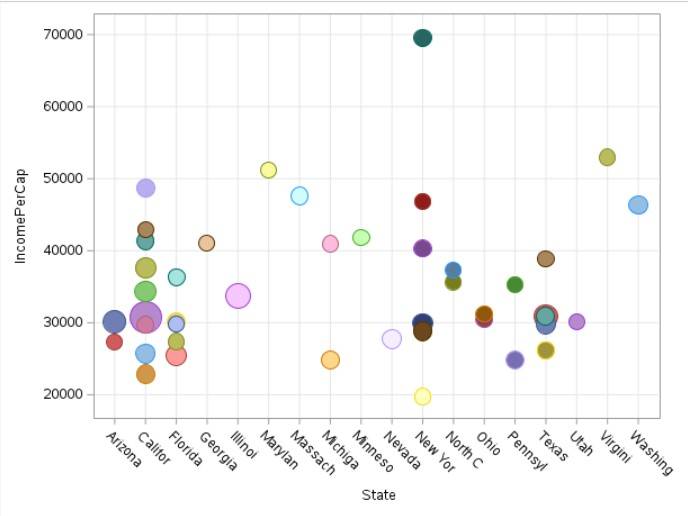 70000
60000
50000
40000
30000
20000
IncomePerCap
Arizona
Califor
Florida
Georgia
Illinoi
Marylan
Massach
Michiga
Minneso
Nevada
New Yor
North C
Ohio
Pennsyl
Texas
Utah
Virgini
Washing
State